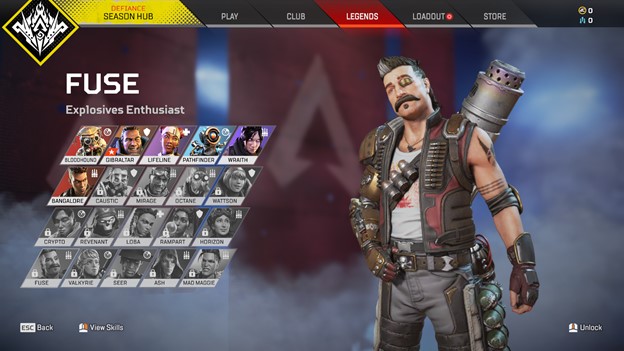 DEFIANCE
SEASON HUB
PLAY
CLUB
LEGENDS
LOADOUT
STORE
0
0
FUSE
Explosives Enthusiast
BLOODHOUND
GIBRALTAR
LIFELINE
PATHFINDER
WRAITH
BANGALORE
CAUSTIC
MIRAGE
OCTANE
WATTSON
CRYPTO
REVENANT
LOBA
RAMPART
HORIZON
FUSE
VALKYRIE
SEER
ASH
MAD MAGGIE
ESC Back
View Skills
Unlock